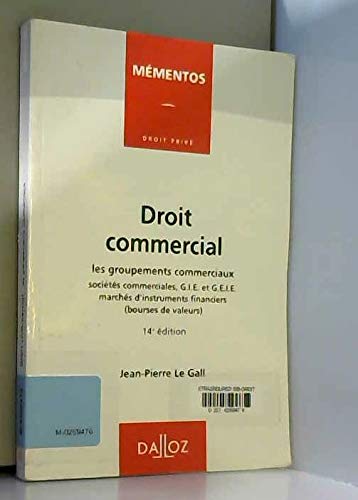 MÉMENTOS
DROIT PRIVÉ
Droit
commercial
les groupements commerciaux
sociétés commerciales, G.I.E. et G.E.I.E.
marchés d'instruments financiers
(bourses de valeurs)
14e édition
Jean-Pierre Le Gall
M-0259476
DALLOZ